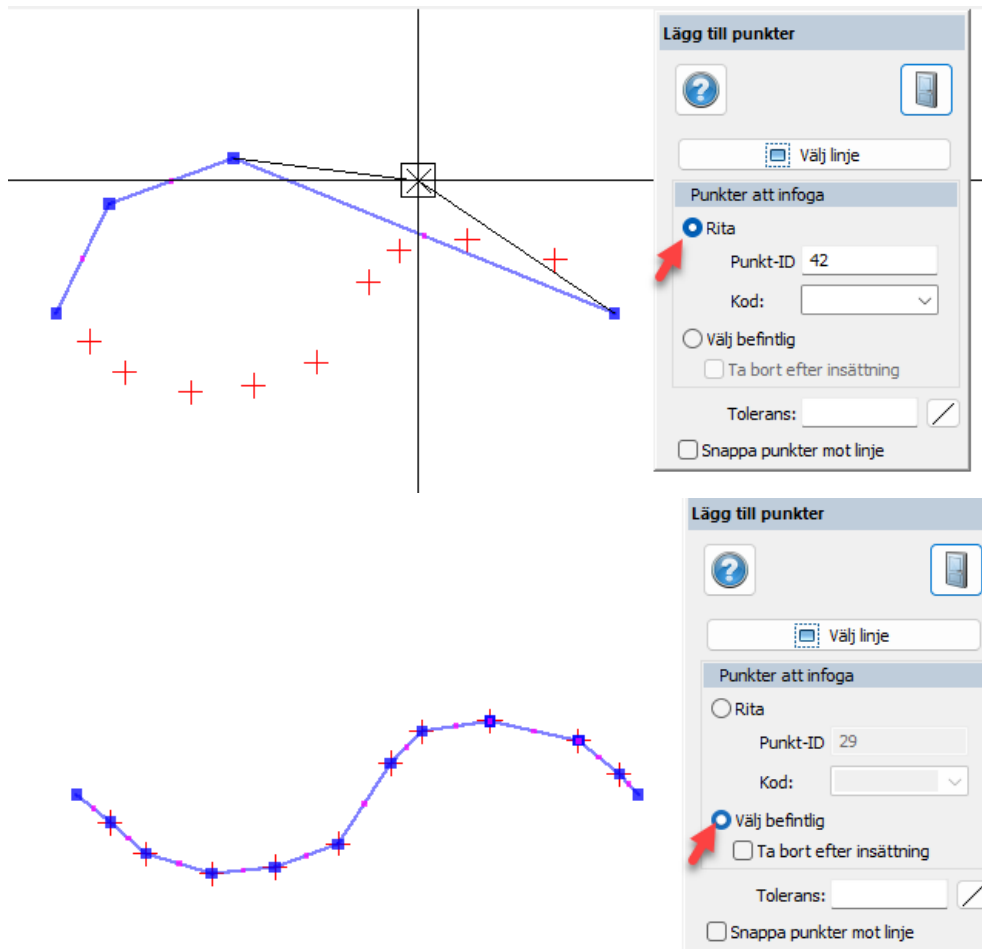 Lägg till punkter
Välj linje
Punkter att infoga
Rita
Punkt-ID 42
Kod:
Välj befintlig
Ta bort efter insättning
Tolerans:
Snappa punkter mot linje
Lägg till punkter
Välj linje
Punkter att infoga
Rita
Punkt-ID 29
Kod:
Välj befintlig
Ta bort efter insättning
Tolerans:
Snappa punkter mot linje